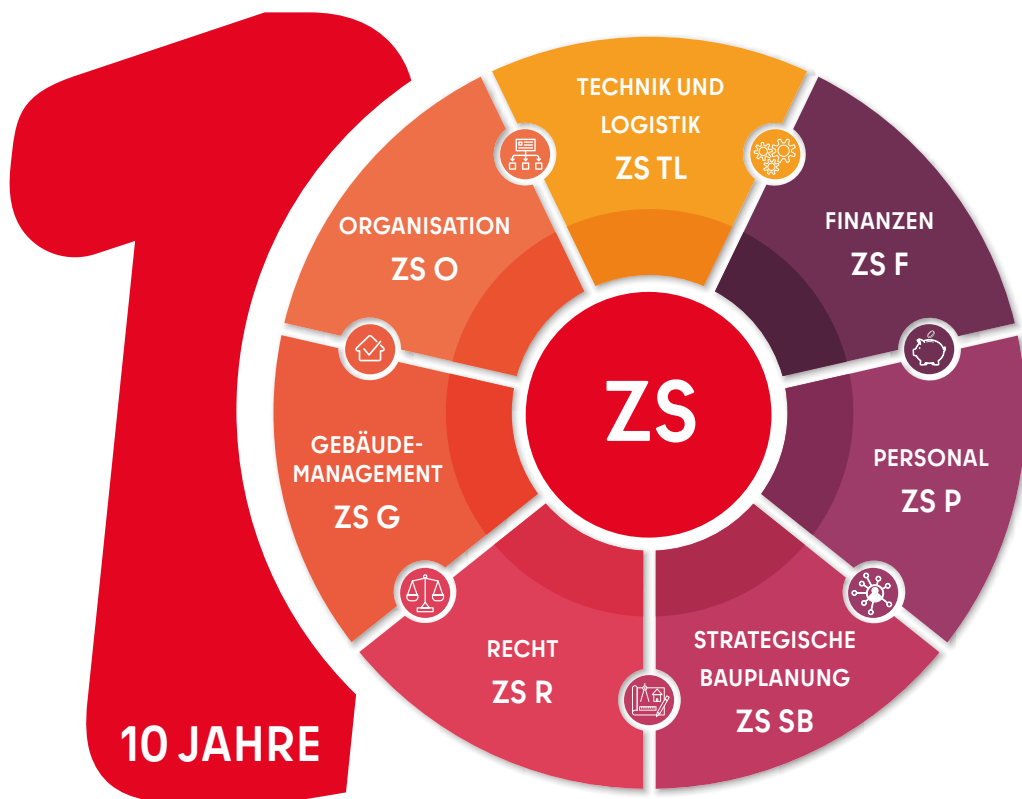 TECHNIK UND
LOGISTIK
ZS TL
FINANZEN
ZS F
PERSONAL
ZS P
STRATEGISCHE
BAUPLANUNG
ZS SB
RECHT
ZS R
GEBÄUDE-
MANAGEMENT
ZS G
ORGANISATION
ZS O
ZS
10 JAHRE